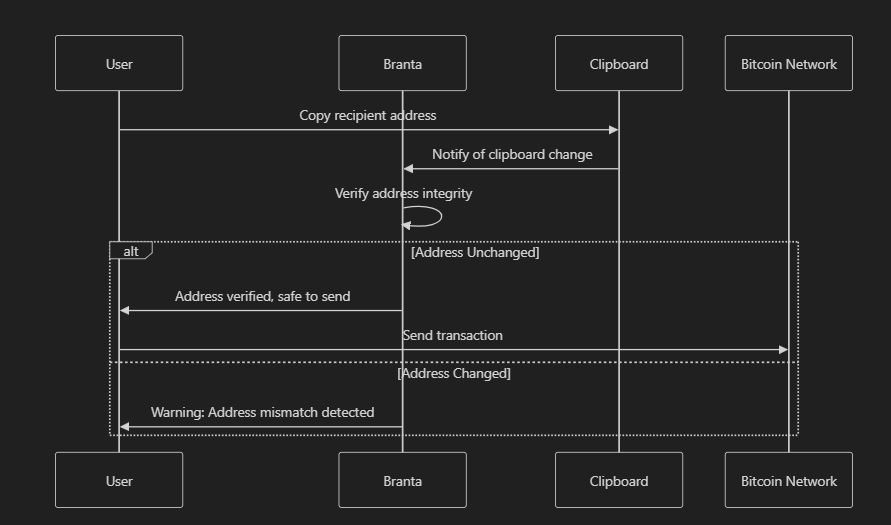 User
Branta
Clipboard
Bitcoin Network
Copy recipient address
Notify of clipboard change
Verify address integrity
alt
[Address Unchanged]
Address verified, safe to send
Send transaction
[Address Changed]
Warning: Address mismatch detected
User
Branta
Clipboard
Bitcoin Network